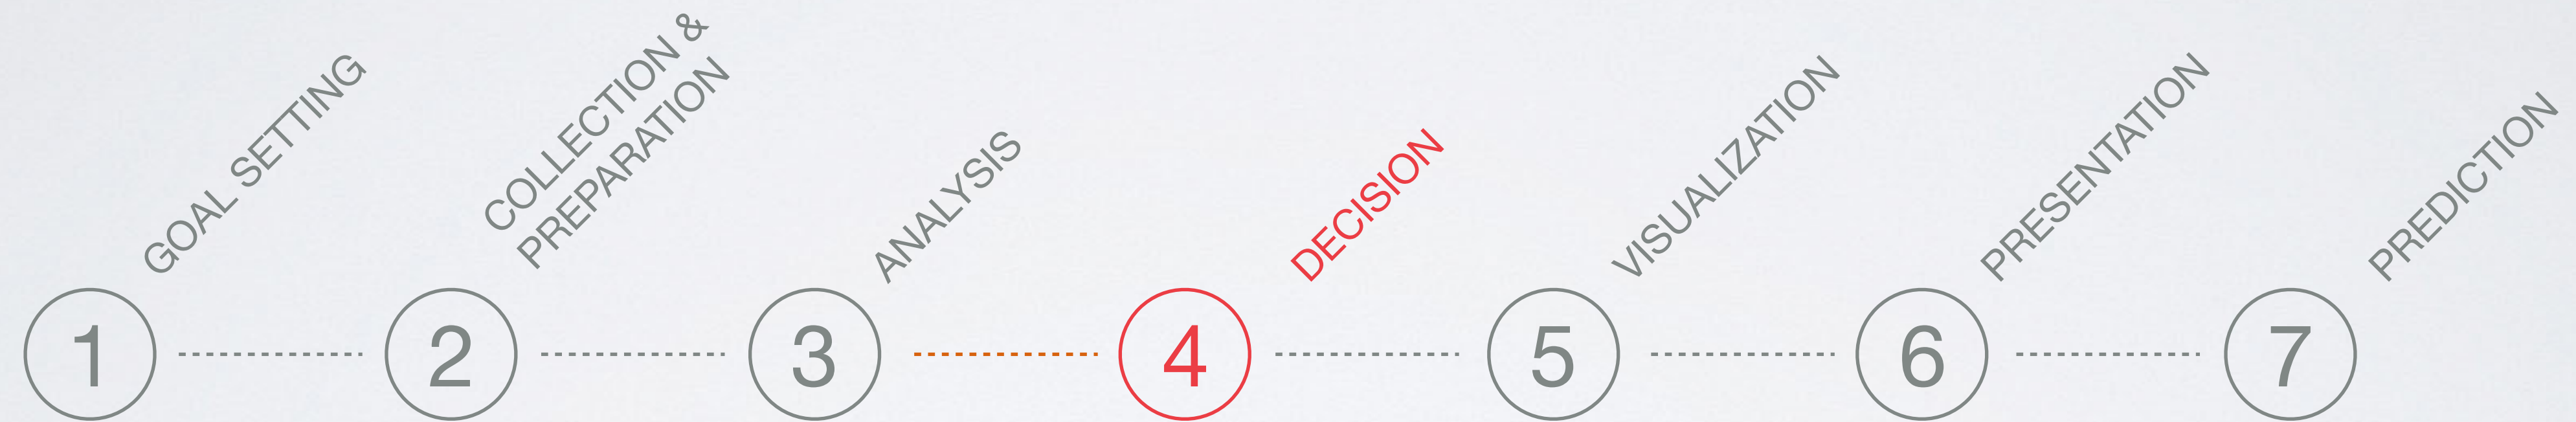 GOAL SETTING
COLLECTION &
PREPARATION
ANALYSIS
DECISION
VISUALIZATION
PRESENTATION
PREDICTION
1
2
3
4
5
6
7